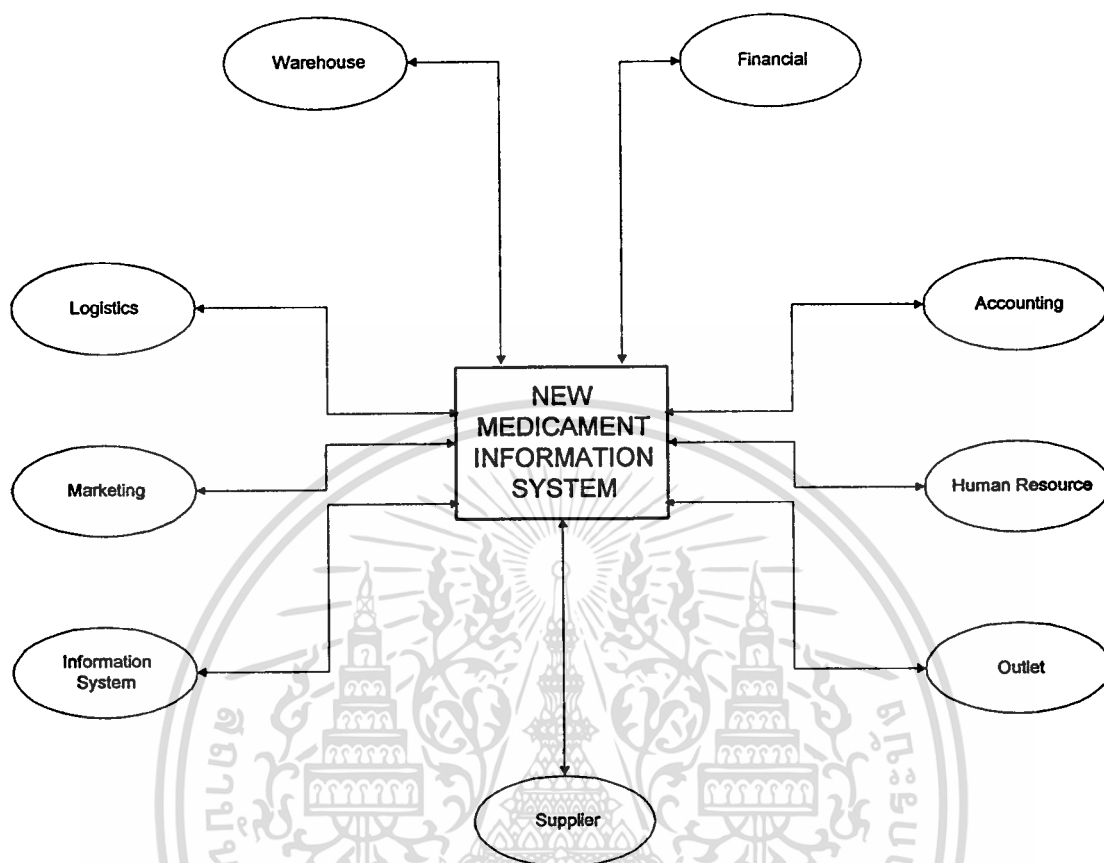 Warehouse
Financial
Logistics
Accounting
NEW
MEDICAMENT
INFORMATION
SYSTEM
Marketing
Human Resource
Information
System
Outlet
Supplier